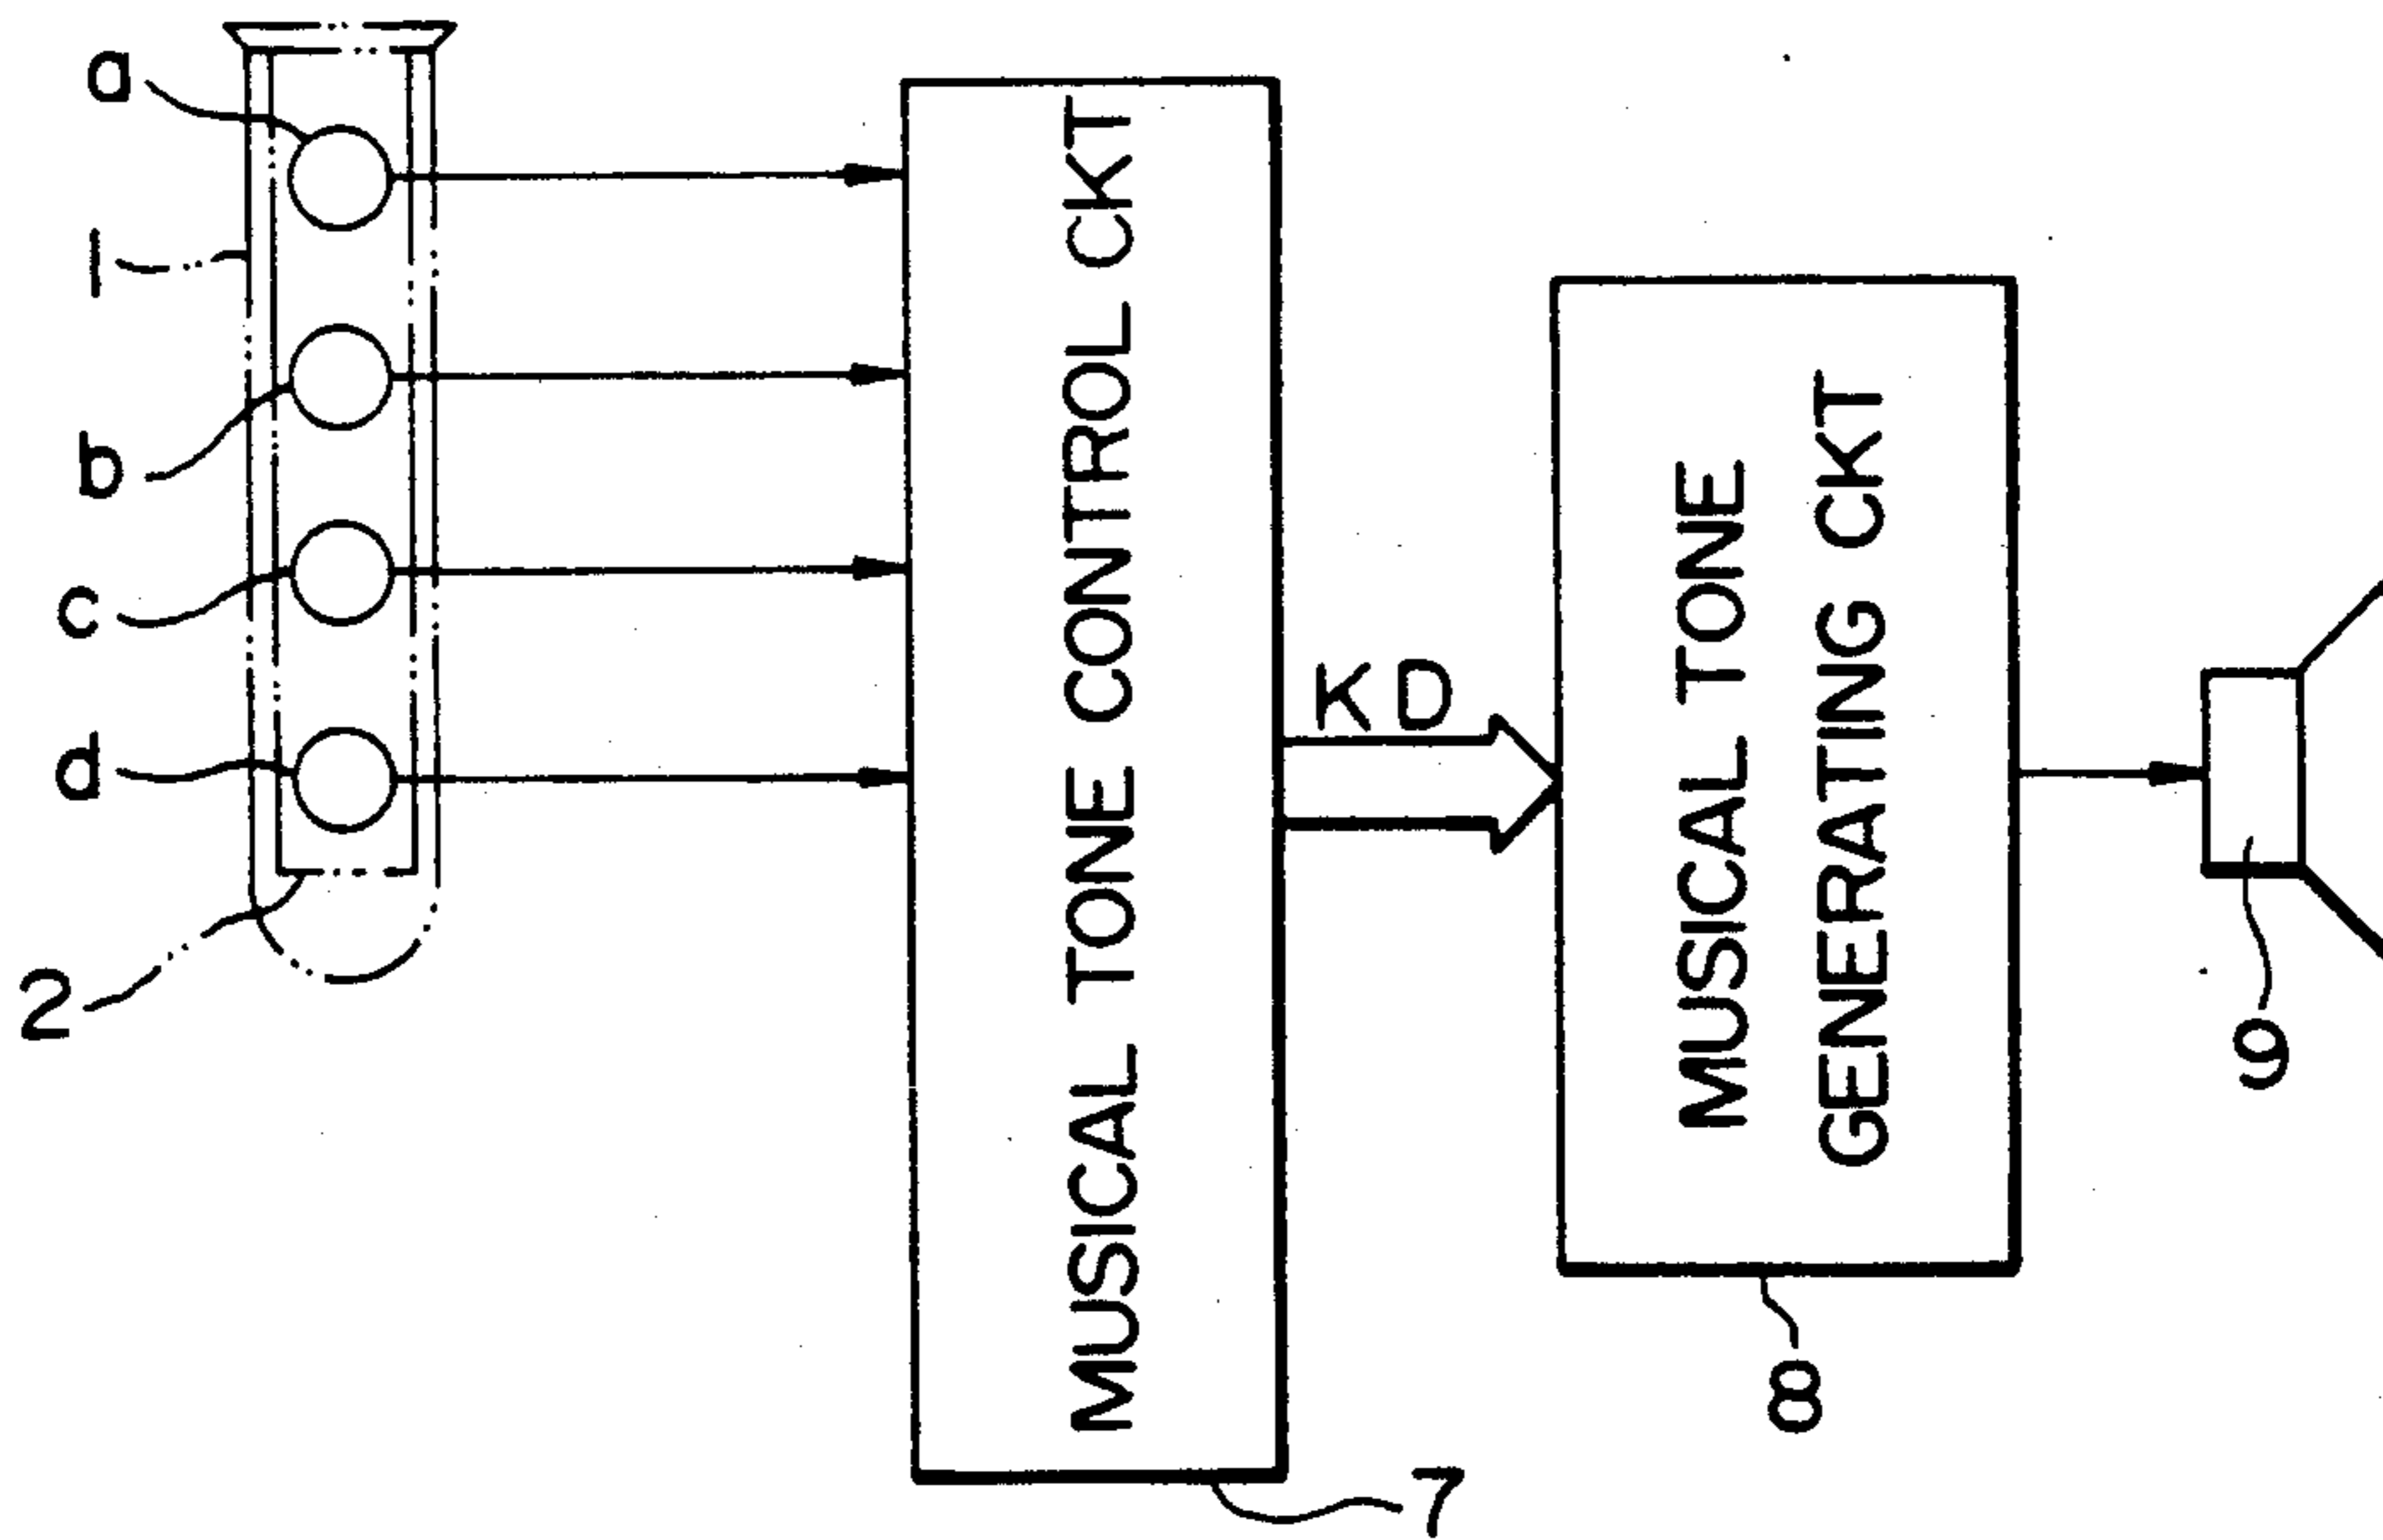 a
1
b
c
d
2
MUSICAL TONE CONTROL CKT
7
KD
MUSICAL TONE
GENERATING CKT
8
9